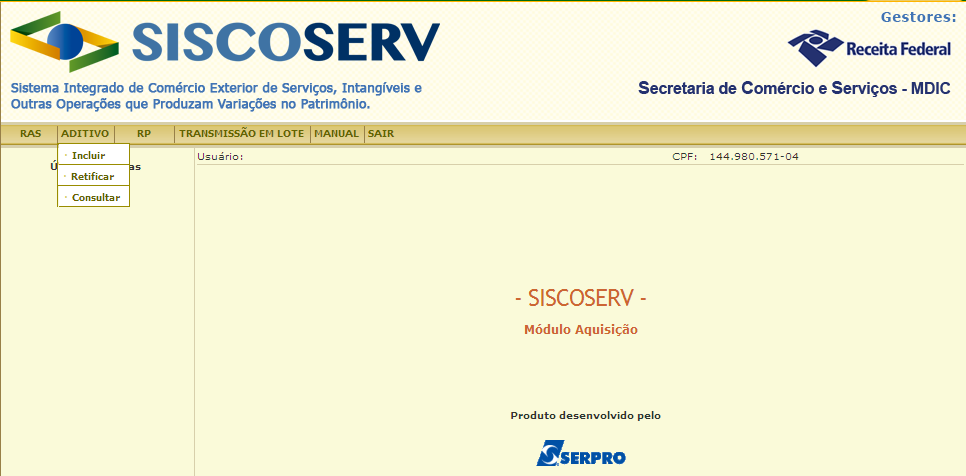 SISCOSERV
Gestores:
Receita Federal
Sistema Integrado de Comércio Exterior de Serviços, Intangíveis e
Outras Operações que Produzam Variações no Patrimônio.
Secretaria de Comércio e Serviços - MDIC
RAS ADITIVO RP TRANSMISSÃO EM LOTE MANUAL SAIR
Incluir
Retificar
Consultar
Usuário: CPF: 144.980.571-04
- SISCOSERV -
Módulo Aquisição
Produto desenvolvido pelo
SERPRO